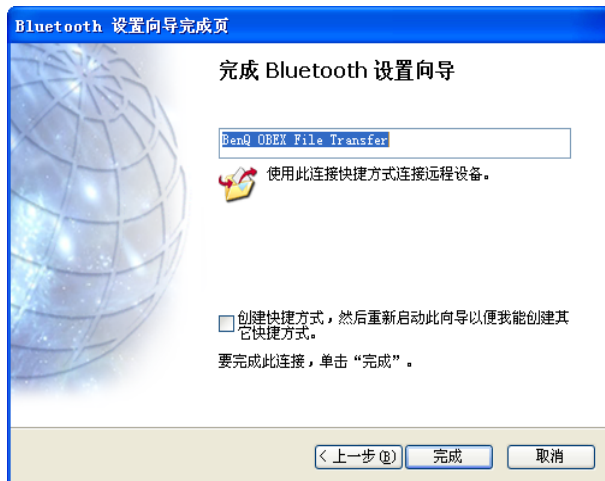 Bluetooth 设置向导完成页
完成 Bluetooth 设置向导
BenQ OBEX File Transfer
使用此连接快捷方式连接远程设备。
创建快捷方式，然后重新启动此向导以便我能创建其
它快捷方式。
要完成此连接，单击“完成”。
< 上一步 (B)
完成
取消